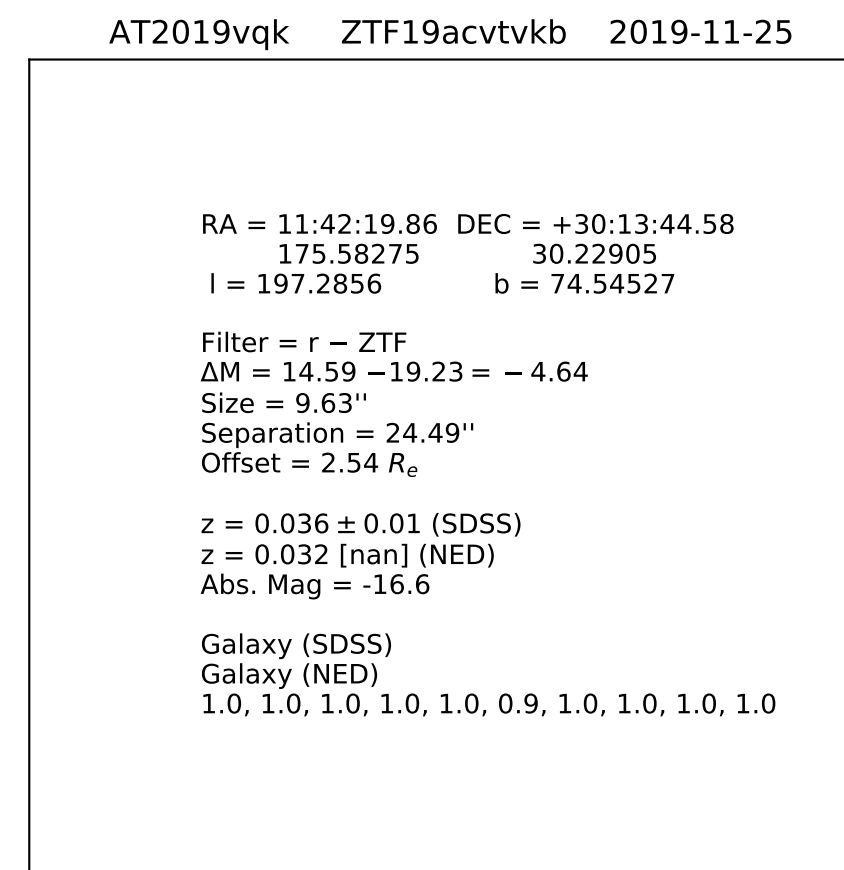 AT2019vqk ZTF19acvtvkb 2019-11-25
RA = 11:42:19.86 DEC = +30:13:44.58
175.58275 30.22905
l = 197.2856 b = 74.54527
Filter = r − ZTF
ΔM = 14.59 −19.23 = − 4.64
Size = 9.63''
Separation = 24.49''
Offset = 2.54 Rₑ
z = 0.036 ± 0.01 (SDSS)
z = 0.032 [nan] (NED)
Abs. Mag = -16.6
Galaxy (SDSS)
Galaxy (NED)
1.0, 1.0, 1.0, 1.0, 1.0, 0.9, 1.0, 1.0, 1.0, 1.0